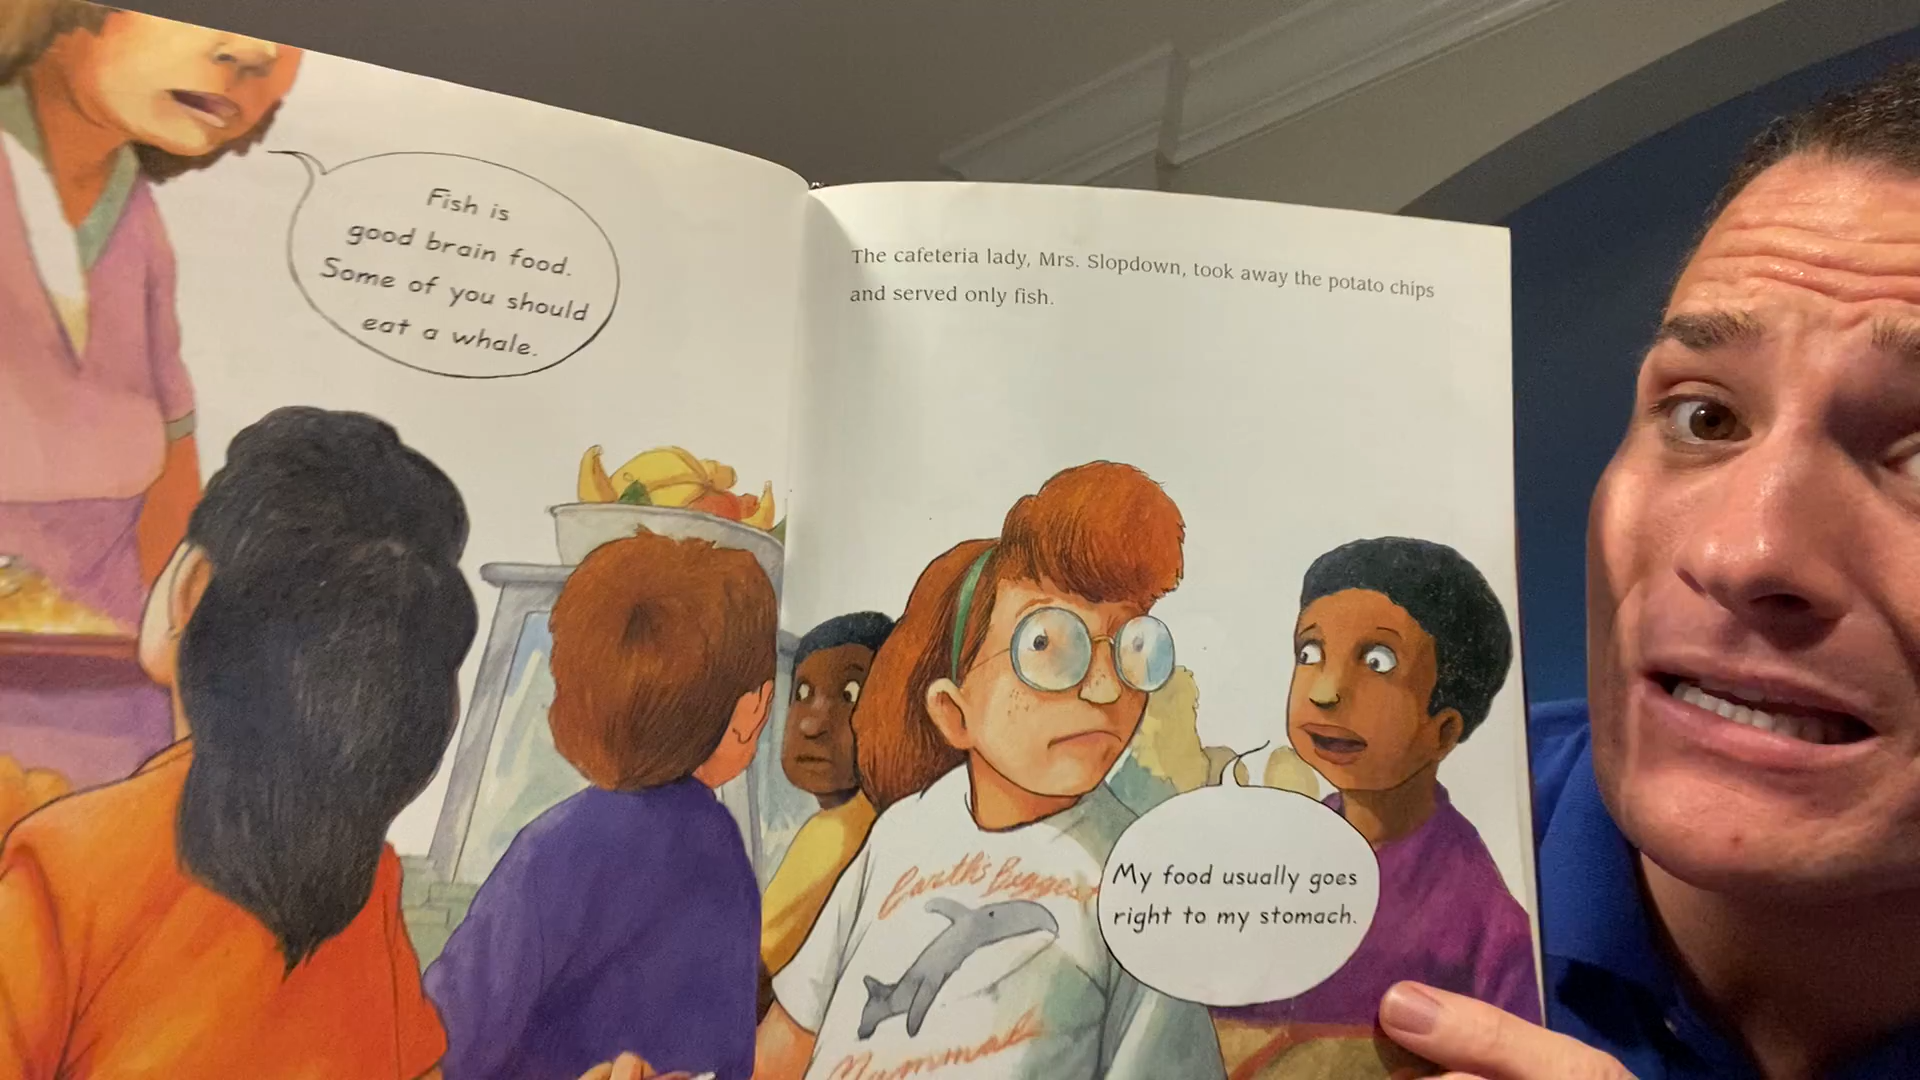 Fish is
good brain food.
Some of you should
eat a whale.
The cafeteria lady, Mrs. Slopdown, took away the potato chips
and served only fish.
Earth's Biggest
Mammal
My food usually goes
right to my stomach.